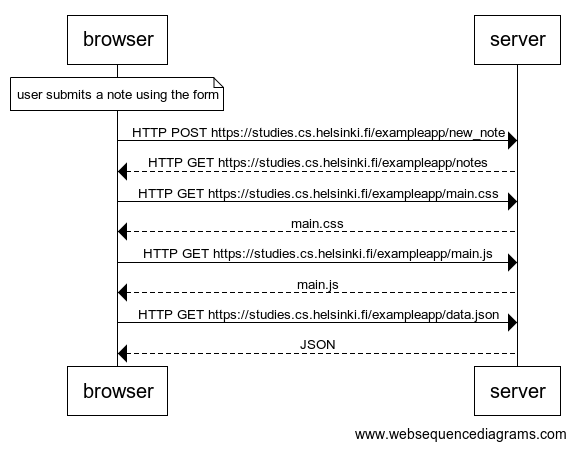 browser
server
user submits a note using the form
HTTP POST https://studies.cs.helsinki.fi/exampleapp/new_note
HTTP GET https://studies.cs.helsinki.fi/exampleapp/notes
HTTP GET https://studies.cs.helsinki.fi/exampleapp/main.css
main.css
HTTP GET https://studies.cs.helsinki.fi/exampleapp/main.js
main.js
HTTP GET https://studies.cs.helsinki.fi/exampleapp/data.json
JSON
browser
server
www.websequencediagrams.com